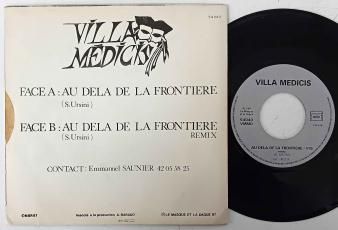 VILLA
MEDICIS
FACE A : AU DELA DE LA FRONTIERE
(S. Ursini)
FACE B : AU DELA DE LA FRONTIERE
(S. Ursini)
REMIX
CONTACT : Emmanuel SAUNIER 42 05 58 25
VILLA MEDICIS
AU DELA DE LA FRONTIERE